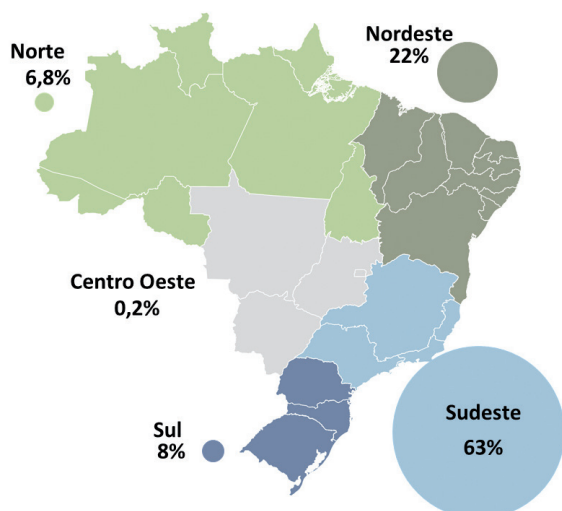 Norte
6,8%
Nordeste
22%
Centro Oeste
0,2%
Sudeste
63%
Sul
8%